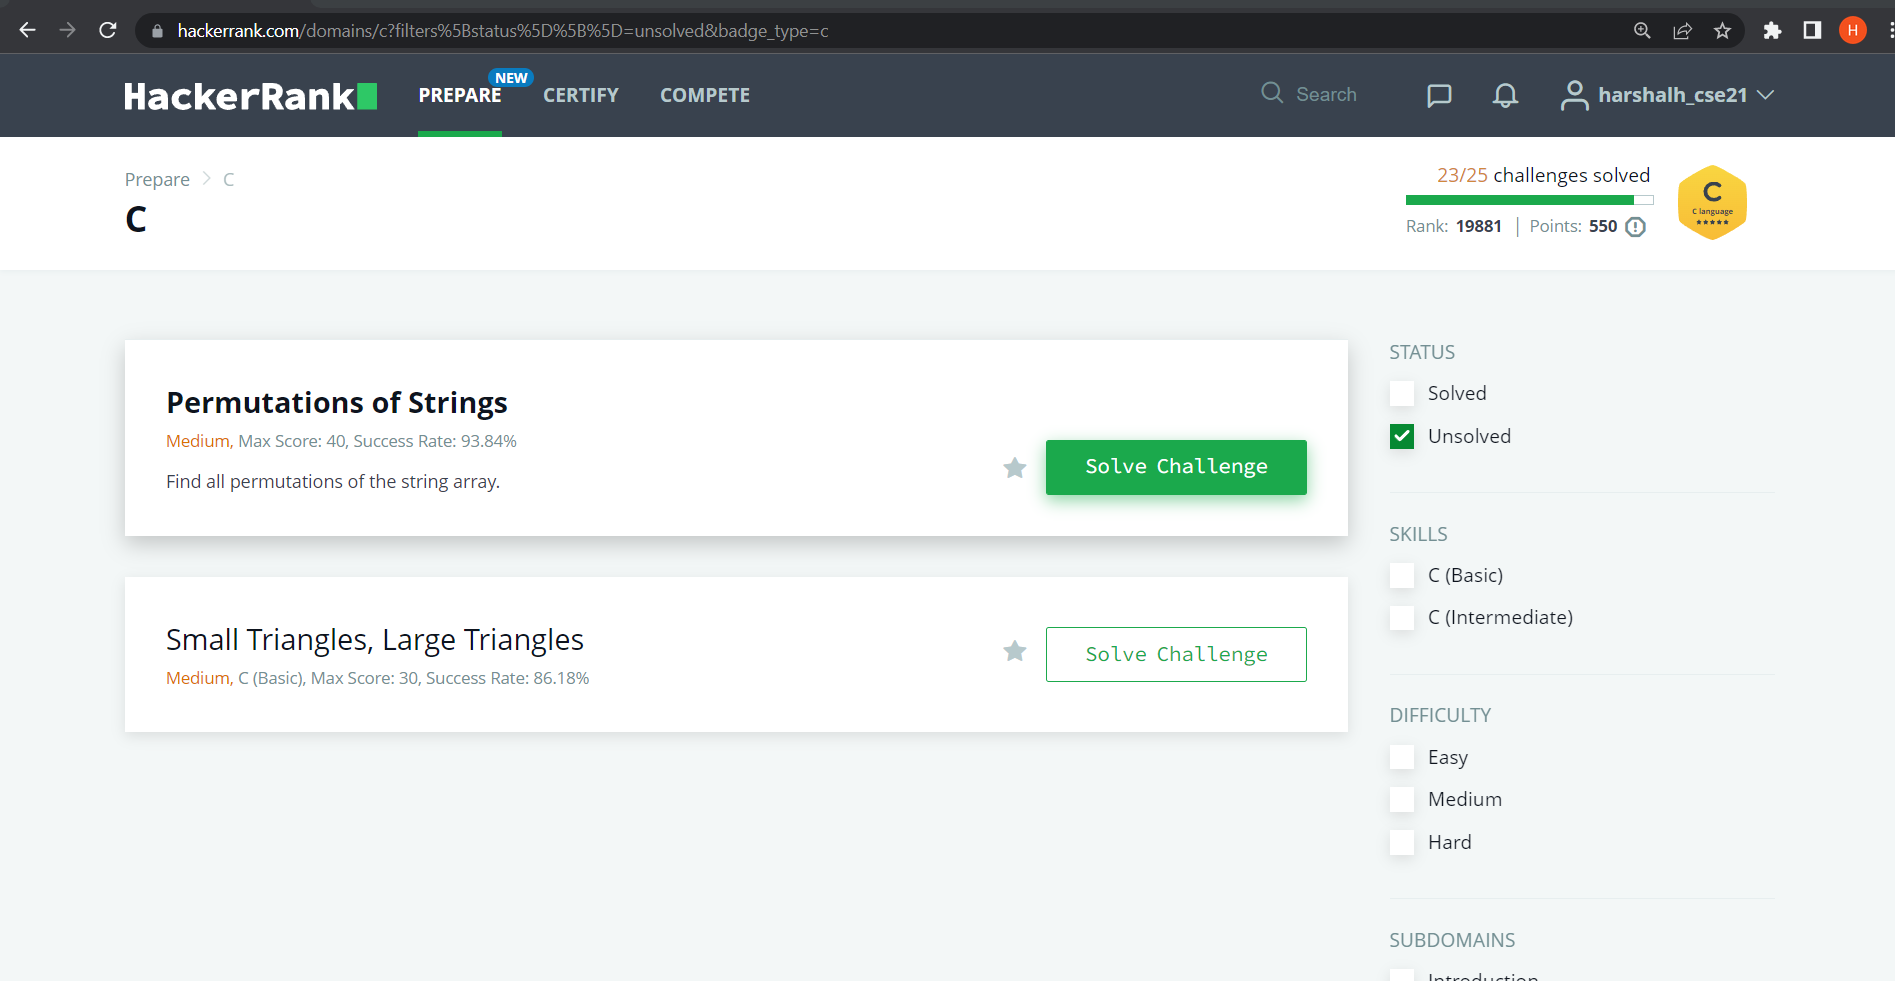 hackerrank.com/domains/c?filters%5Bstatus%5D%5B%5D=unsolved&badge_type=c
H
HackerRank
PREPARE
NEW
CERTIFY
COMPETE
Search
harshalh_cse21
Prepare > C
C
23/25 challenges solved
Rank: 19881 | Points: 550
C
C language
Permutations of Strings
Medium, Max Score: 40, Success Rate: 93.84%
Find all permutations of the string array.
Solve Challenge
Small Triangles, Large Triangles
Medium, C (Basic), Max Score: 30, Success Rate: 86.18%
Solve Challenge
STATUS
Solved
Unsolved
SKILLS
C (Basic)
C (Intermediate)
DIFFICULTY
Easy
Medium
Hard
SUBDOMAINS
Introduction